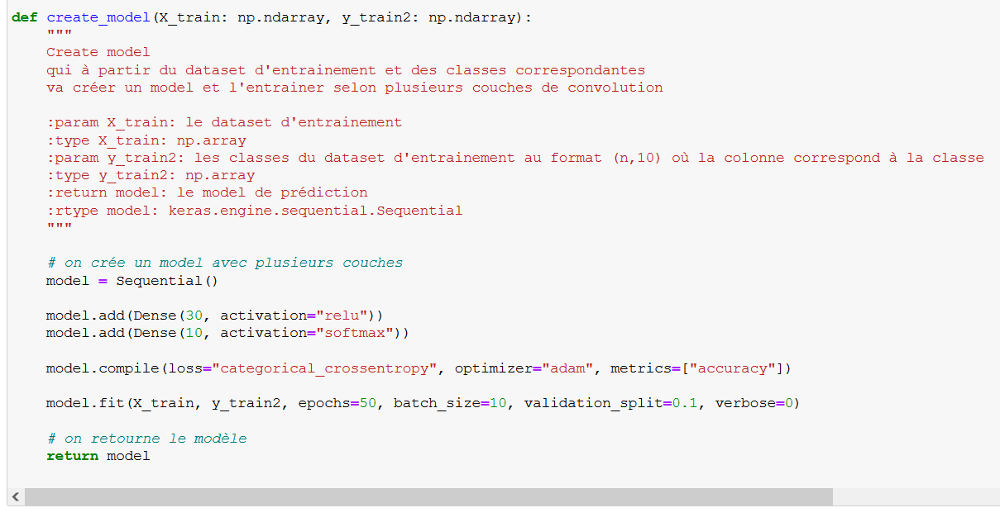 def create_model(X_train: np.ndarray, y_train2: np.ndarray):
    """
    Create model
    qui à partir du dataset d'entrainement et des classes correspondantes
    va créer un model et l'entrainer selon plusieurs couches de convolution

    :param X_train: le dataset d'entrainement
    :type X_train: np.array
    :param y_train2: les classes du dataset d'entrainement au format (n,10) où la colonne correspond à la classe
    :type y_train2: np.array
    :return model: le model de prédiction
    :rtype model: keras.engine.sequential.Sequential
    """

    # on crée un model avec plusieurs couches
    model = Sequential()

    model.add(Dense(30, activation="relu"))
    model.add(Dense(10, activation="softmax"))

    model.compile(loss="categorical_crossentropy", optimizer="adam", metrics=["accuracy"])

    model.fit(X_train, y_train2, epochs=50, batch_size=10, validation_split=0.1, verbose=0)

    # on retourne le modèle
    return model